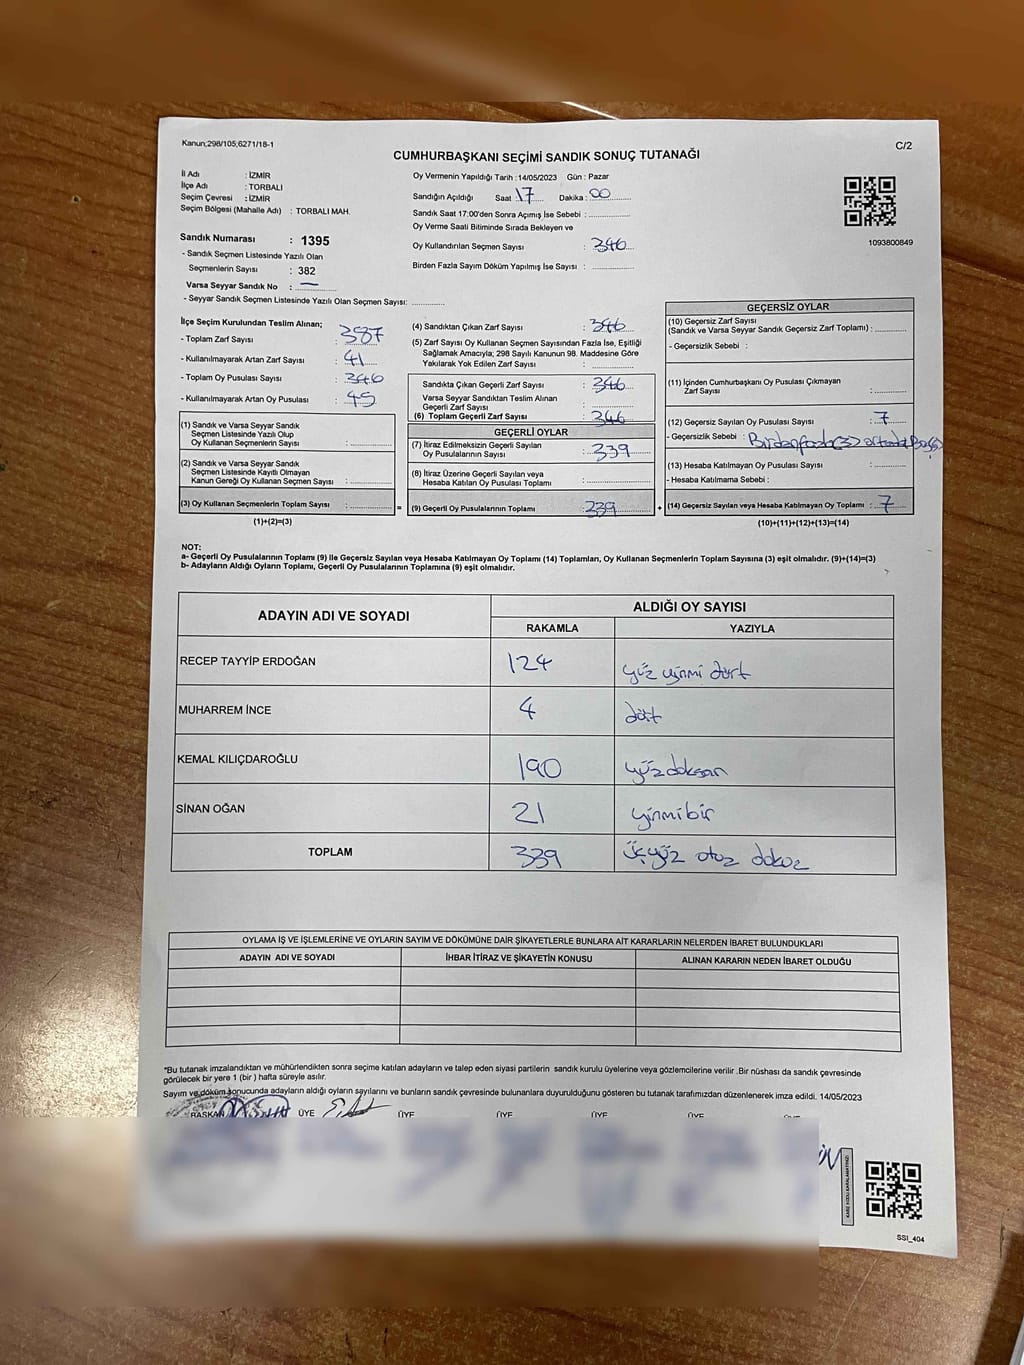 Kanun;298/105;6271/18-1
C/2
CUMHURBAŞKANI SEÇİMİ SANDIK SONUÇ TUTANAĞI
İl Adı : İZMİR
İlçe Adı : TORBALI
Seçim Çevresi : İZMİR
Seçim Bölgesi (Mahalle Adı) : TORBALI MAH.
Sandık Numarası : 1395
- Sandık Seçmen Listesinde Yazılı Olan
Seçmenlerin Sayısı : 382
Varsa Seyyar Sandık No : —
- Seyyar Sandık Seçmen Listesinde Yazılı Olan Seçmen Sayısı: ............
Oy Vermenin Yapıldığı Tarih :14/05/2023 Gün : Pazar
Sandığın Açıldığı Saat :17 Dakika :00
Sandık Saat 17:00'den Sonra Açımış İse Sebebi : ..............
Oy Verme Saati Bitiminde Sırada Bekleyen ve
Oy Kullandırılan Seçmen Sayısı : 346
Birden Fazla Sayım Döküm Yapılmış İse Sayısı : ..............
1093800849
İlçe Seçim Kurulundan Teslim Alınan;
- Toplam Zarf Sayısı : 387
- Kullanılmayarak Artan Zarf Sayısı : 41
- Toplam Oy Pusulası Sayısı : 346
- Kullanılmayarak Artan Oy Pusulası : 45
(1) Sandık ve Varsa Seyyar Sandık
Seçmen Listesinde Yazılı Olup
Oy Kullanan Seçmenlerin Sayısı : ..............
(2) Sandık ve Varsa Seyyar Sandık
Seçmen Listesinde Kayıtlı Olmayan
Kanun Gereği Oy Kullanan Seçmen Sayısı : ..............
(3) Oy Kullanan Seçmenlerin Toplam Sayısı : ..............
(1)+(2)=(3)
(4) Sandıktan Çıkan Zarf Sayısı : 346
(5) Zarf Sayısı Oy Kullanan Seçmen Sayısından Fazla İse, Eşitliği
Sağlamak Amacıyla; 298 Sayılı Kanunun 98. Maddesine Göre
Yakılarak Yok Edilen Zarf Sayısı : ..............
Sandıkta Çıkan Geçerli Zarf Sayısı : 346
Varsa Seyyar Sandıktan Teslim Alınan
Geçerli Zarf Sayısı : ..............
(6) Toplam Geçerli Zarf Sayısı : 346
GEÇERLİ OYLAR
(7) İtiraz Edilmeksizin Geçerli Sayılan
Oy Pusulalarının Sayısı : 339
(8) İtiraz Üzerine Geçerli Sayılan veya
Hesaba Katılan Oy Pusulası Toplamı : ..............
= (9) Geçerli Oy Pusulalarının Toplamı : 339 +
GEÇERSİZ OYLAR
(10) Geçersiz Zarf Sayısı
(Sandık ve Varsa Seyyar Sandık Geçersiz Zarf Toplamı) : ..............
- Geçersizlik Sebebi :
(11) İçinden Cumhurbaşkanı Oy Pusulası Çıkmayan
Zarf Sayısı : ..............
(12) Geçersiz Sayılan Oy Pusulası Sayısı : 7
- Geçersizlik Sebebi : Birdenfazla(3)
(13) Hesaba Katılmayan Oy Pusulası Sayısı : ..............
- Hesaba Katılmama Sebebi :
(14) Geçersiz Sayılan veya Hesaba Katılmayan Oy Toplamı : 7
(10)+(11)+(12)+(13)=(14)
NOT:
a- Geçerli Oy Pusulalarının Toplamı (9) ile Geçersiz Sayılan veya Hesaba Katılmayan Oy Toplamı (14) Toplamları, Oy Kullanan Seçmenlerin Toplam Sayısına (3) eşit olmalıdır. (9)+(14)=(3)
b- Adayların Aldığı Oyların Toplamı, Geçerli Oy Pusulalarının Toplamına (9) eşit olmalıdır.
ADAYIN ADI VE SOYADI
ALDIĞI OY SAYISI
RAKAMLA YAZIYLA
RECEP TAYYİP ERDOĞAN 124 yüz yirmi dört
MUHARREM İNCE 4 dört
KEMAL KILIÇDAROĞLU 190 yüzdoksan
SİNAN OĞAN 21 yirmibir
TOPLAM 339 üçyüz otuz dokuz
OYLAMA İŞ VE İŞLEMLERİNE VE OYLARIN SAYIM VE DÖKÜMÜNE DAİR ŞİKAYETLERLE BUNLARA AİT KARARLARIN NELERDEN İBARET BULUNDUKLARI
ADAYIN ADI VE SOYADI İHBAR İTİRAZ VE ŞİKAYETİN KONUSU ALINAN KARARIN NEDEN İBARET OLDUĞU
*Bu tutanak imzalandıktan ve mühürlendikten sonra seçime katılan adayların ve talep eden siyasi partilerin sandık kurulu üyelerine veya gözlemcilerine verilir .Bir nüshası da sandık çevresinde
görülecek bir yere 1 (bir ) hafta süreyle asılır.
Sayım ve döküm sonucunda adayların aldığı oyların sayılarını ve bunların sandık çevresinde bulunanlara duyurulduğunu gösteren bu tutanak tarafımızdan düzenlenerek imza edildi. 14/05/2023
BAŞKAN ÜYE ÜYE ÜYE ÜYE ÜYE ÜYE
SSİ_404